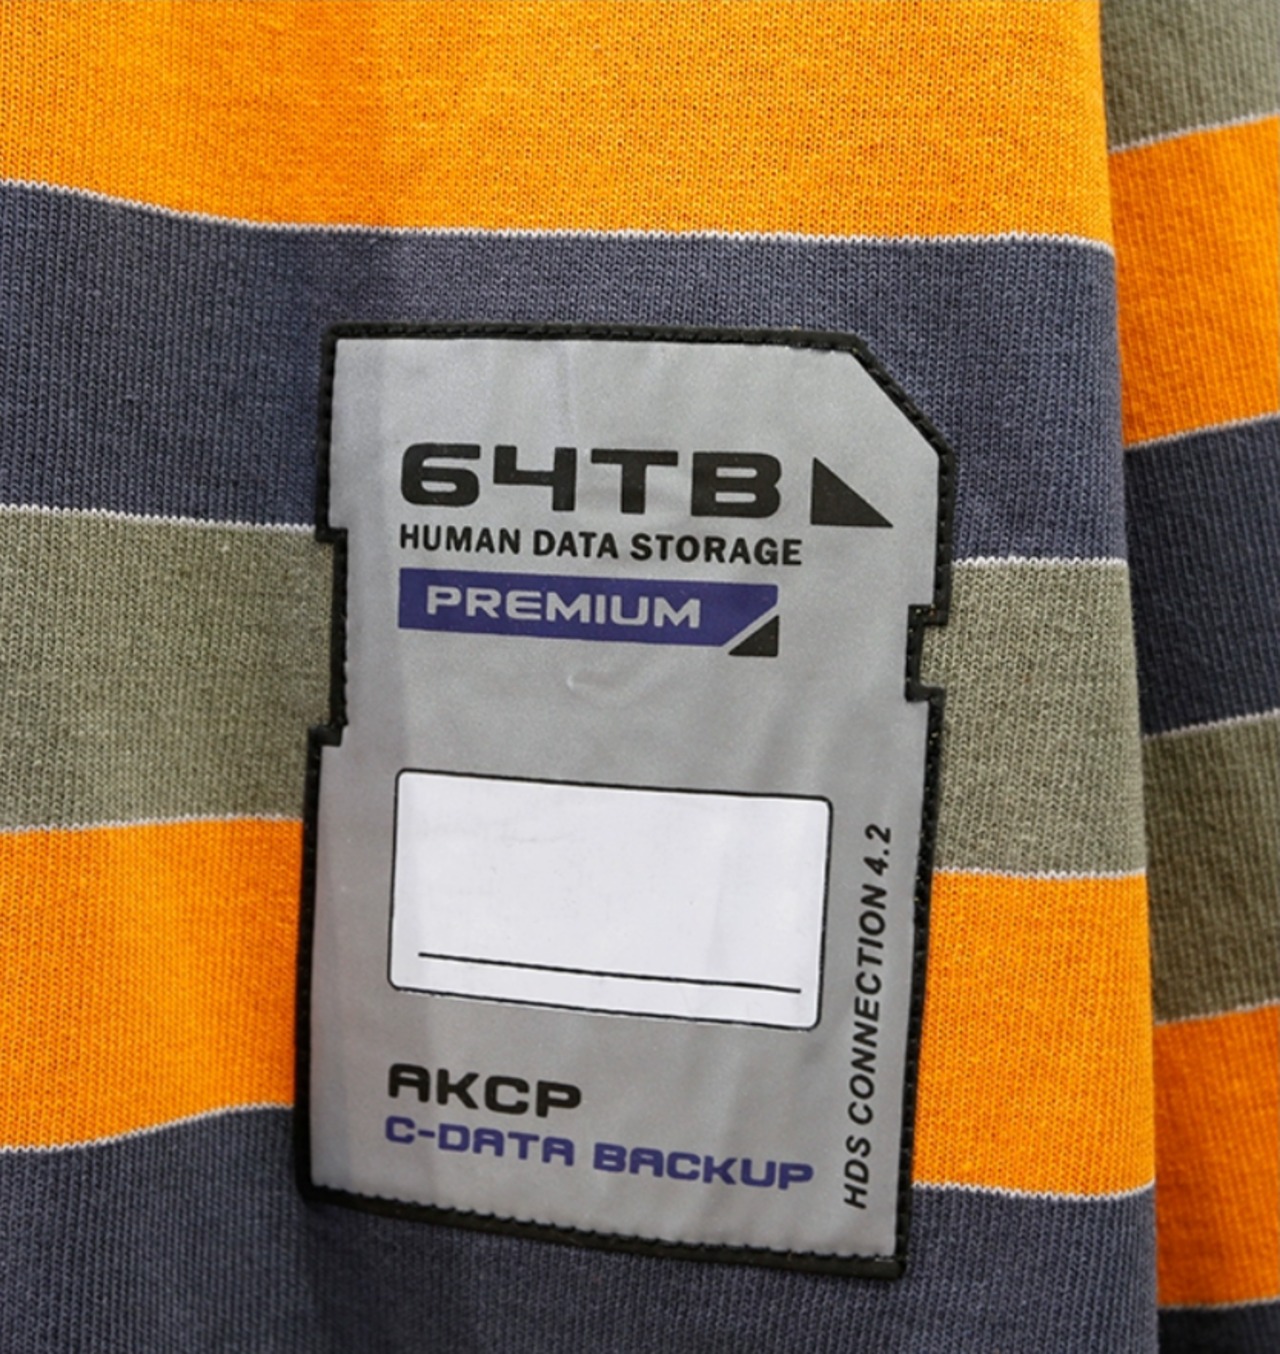 64TB
HUMAN DATA STORAGE
PREMIUM
HDS CONNECTION 4.2
AKCP
C-DATA BACKUP